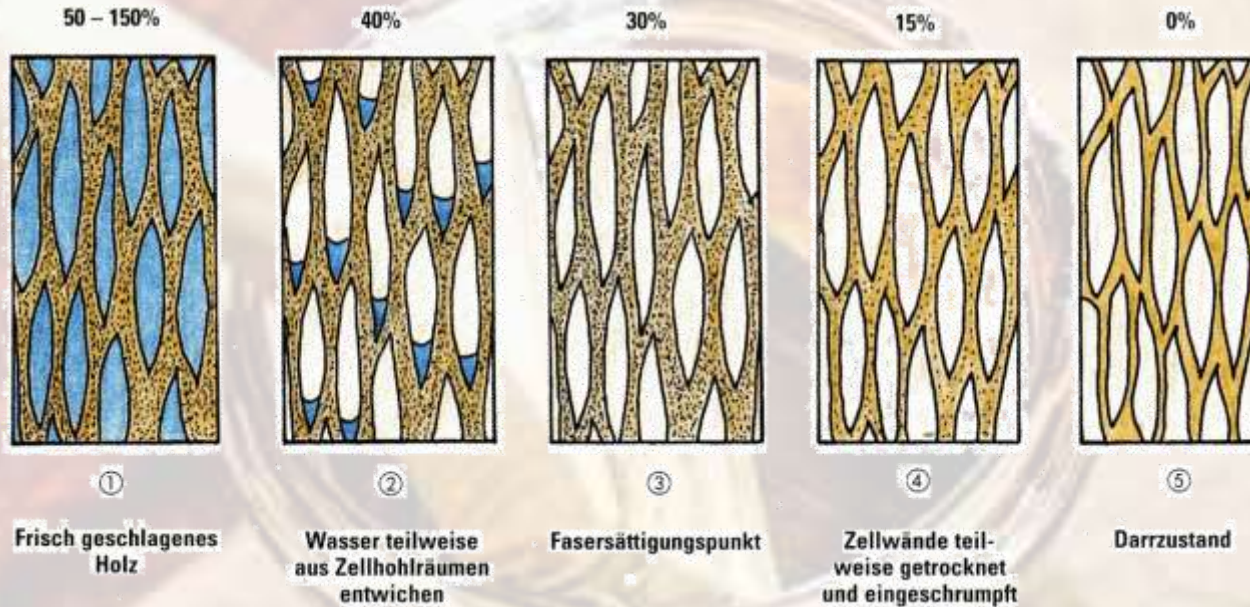 50 – 150%
40%
30%
15%
0%
①
②
③
④
⑤
Frisch geschlagenes
Holz
Wasser teilweise
aus Zellhohlräumen
entwichen
Fasersättigungspunkt
Zellwände teil-
weise getrocknet
und eingeschrumpft
Darrzustand